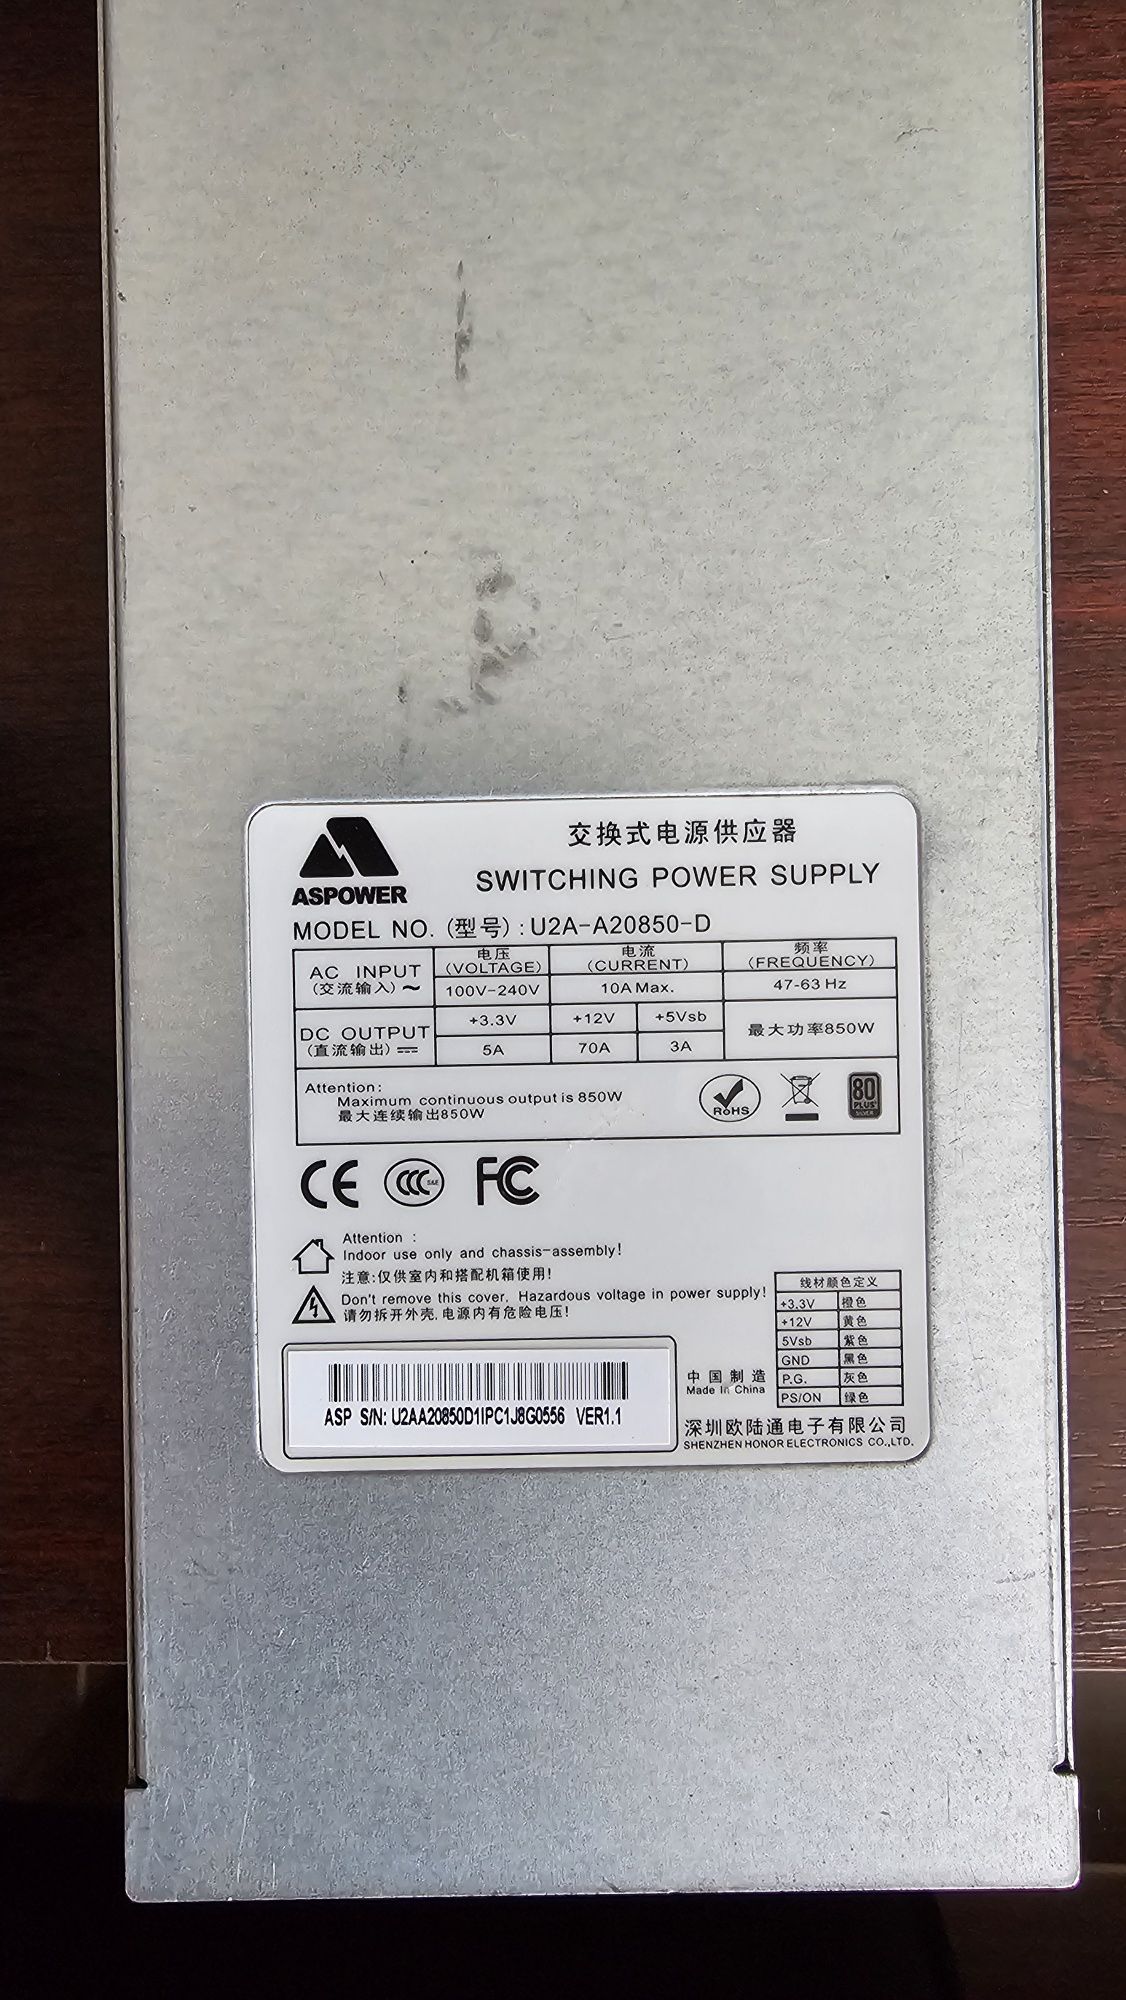 交换式电源供应器
ASPOWER
SWITCHING POWER SUPPLY
MODEL NO. (型号) : U2A-A20850-D
AC INPUT
(交流输入) ~
电压
(VOLTAGE)
电流
(CURRENT)
频率
(FREQUENCY)
100V-240V
10A Max.
47-63 Hz
DC OUTPUT
(直流输出)
+3.3V
+12V
+5Vsb
最大功率850W
5A
70A
3A
Attention:
Maximum continuous output is 850W
最大连续输出850W
RoHS
80
PLUS
SILVER
CE
CCC
S&E
FC
Attention :
Indoor use only and chassis-assembly!
注意:仅供室内和搭配机箱使用!
Don't remove this cover. Hazardous voltage in power supply!
请勿拆开外壳, 电源内有危险电压!
线材颜色定义
+3.3V 橙色
+12V 黄色
5Vsb 紫色
GND 黑色
P.G. 灰色
PS/ON 绿色
ASP S/N: U2AA20850D1IPC1J8G0556 VER1.1
中国制造
Made In China
深圳欧陆通电子有限公司
SHENZHEN HONOR ELECTRONICS CO.,LTD.